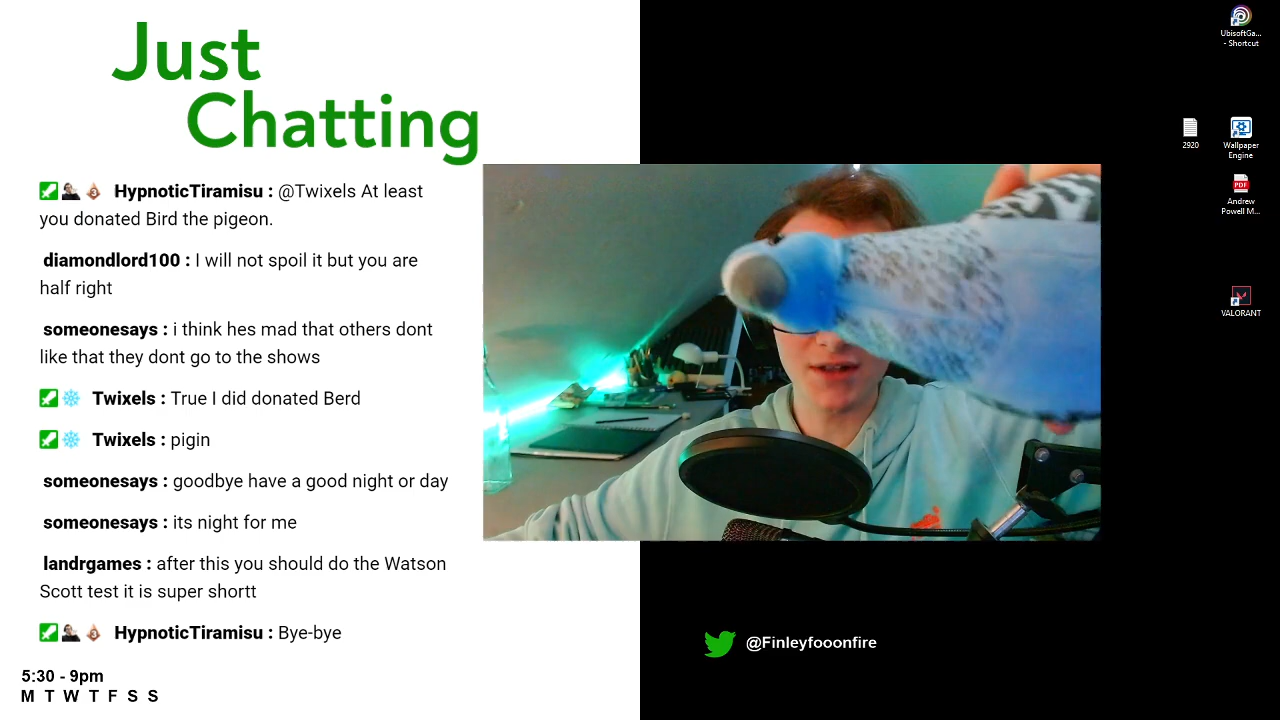 Just
Chatting
HypnoticTiramisu : @Twixels At least
you donated Bird the pigeon.
diamondlord100 : I will not spoil it but you are
half right
someonesays : i think hes mad that others dont
like that they dont go to the shows
Twixels : True I did donated Berd
Twixels : pigin
someonesays : goodbye have a good night or day
someonesays : its night for me
landrgames : after this you should do the Watson
Scott test it is super shortt
HypnoticTiramisu : Bye-bye
5:30 - 9pm
M T W T F S S
@Finleyfooonfire
UbisoftGa...
- Shortcut
2920
Wallpaper
Engine
PDF
Andrew
Powell M...
VALORANT